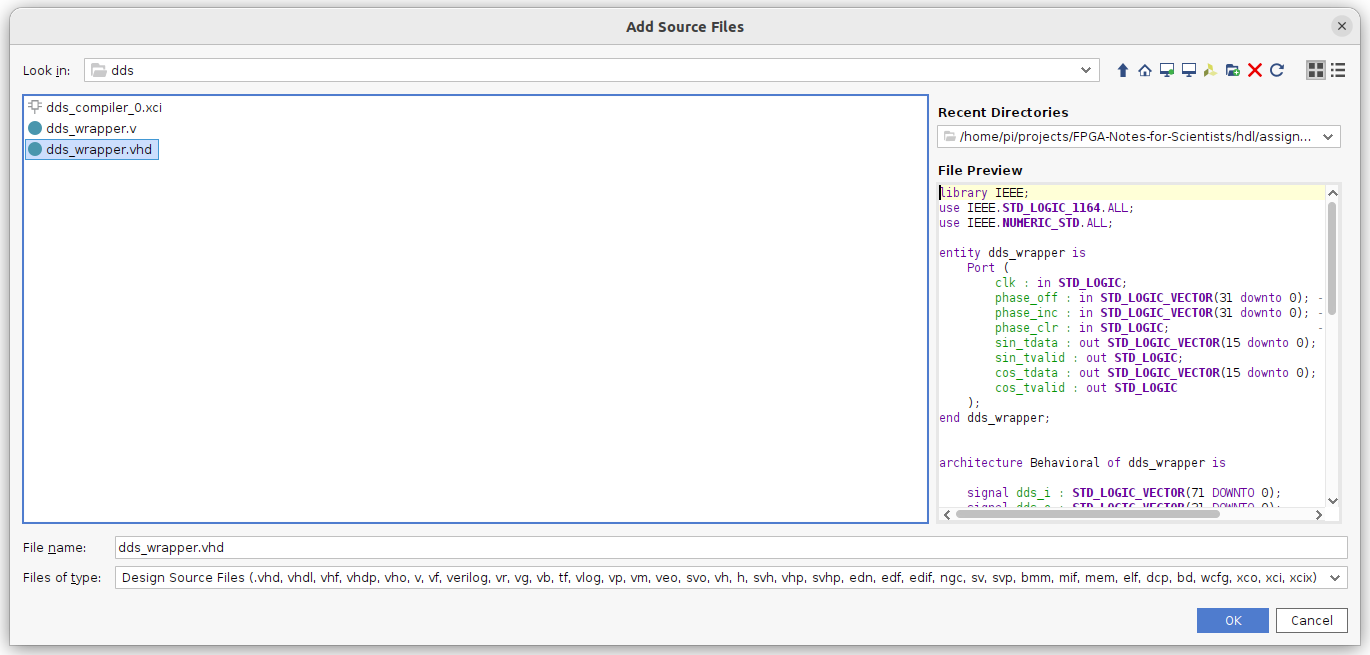 Add Source Files
Look in:
dds
dds_compiler_0.xci
dds_wrapper.v
dds_wrapper.vhd
Recent Directories
/home/pi/projects/FPGA-Notes-for-Scientists/hdl/assign...
File Preview
library IEEE;
use IEEE.STD_LOGIC_1164.ALL;
use IEEE.NUMERIC_STD.ALL;
entity dds_wrapper is
Port (
clk : in STD_LOGIC;
phase_off : in STD_LOGIC_VECTOR(31 downto 0); -
phase_inc : in STD_LOGIC_VECTOR(31 downto 0); -
phase_clr : in STD_LOGIC; -
sin_tdata : out STD_LOGIC_VECTOR(15 downto 0);
sin_tvalid : out STD_LOGIC;
cos_tdata : out STD_LOGIC_VECTOR(15 downto 0);
cos_tvalid : out STD_LOGIC
);
end dds_wrapper;
architecture Behavioral of dds_wrapper is
signal dds_i : STD_LOGIC_VECTOR(71 DOWNTO 0);
File name:
dds_wrapper.vhd
Files of type:
Design Source Files (.vhd, vhdl, vhf, vhdp, vho, v, vf, verilog, vr, vg, vb, tf, vlog, vp, vm, veo, svo, vh, h, svh, vhp, svhp, edn, edf, edif, ngc, sv, svp, bmm, mif, mem, elf, dcp, bd, wcfg, xco, xci, xcix)
OK
Cancel